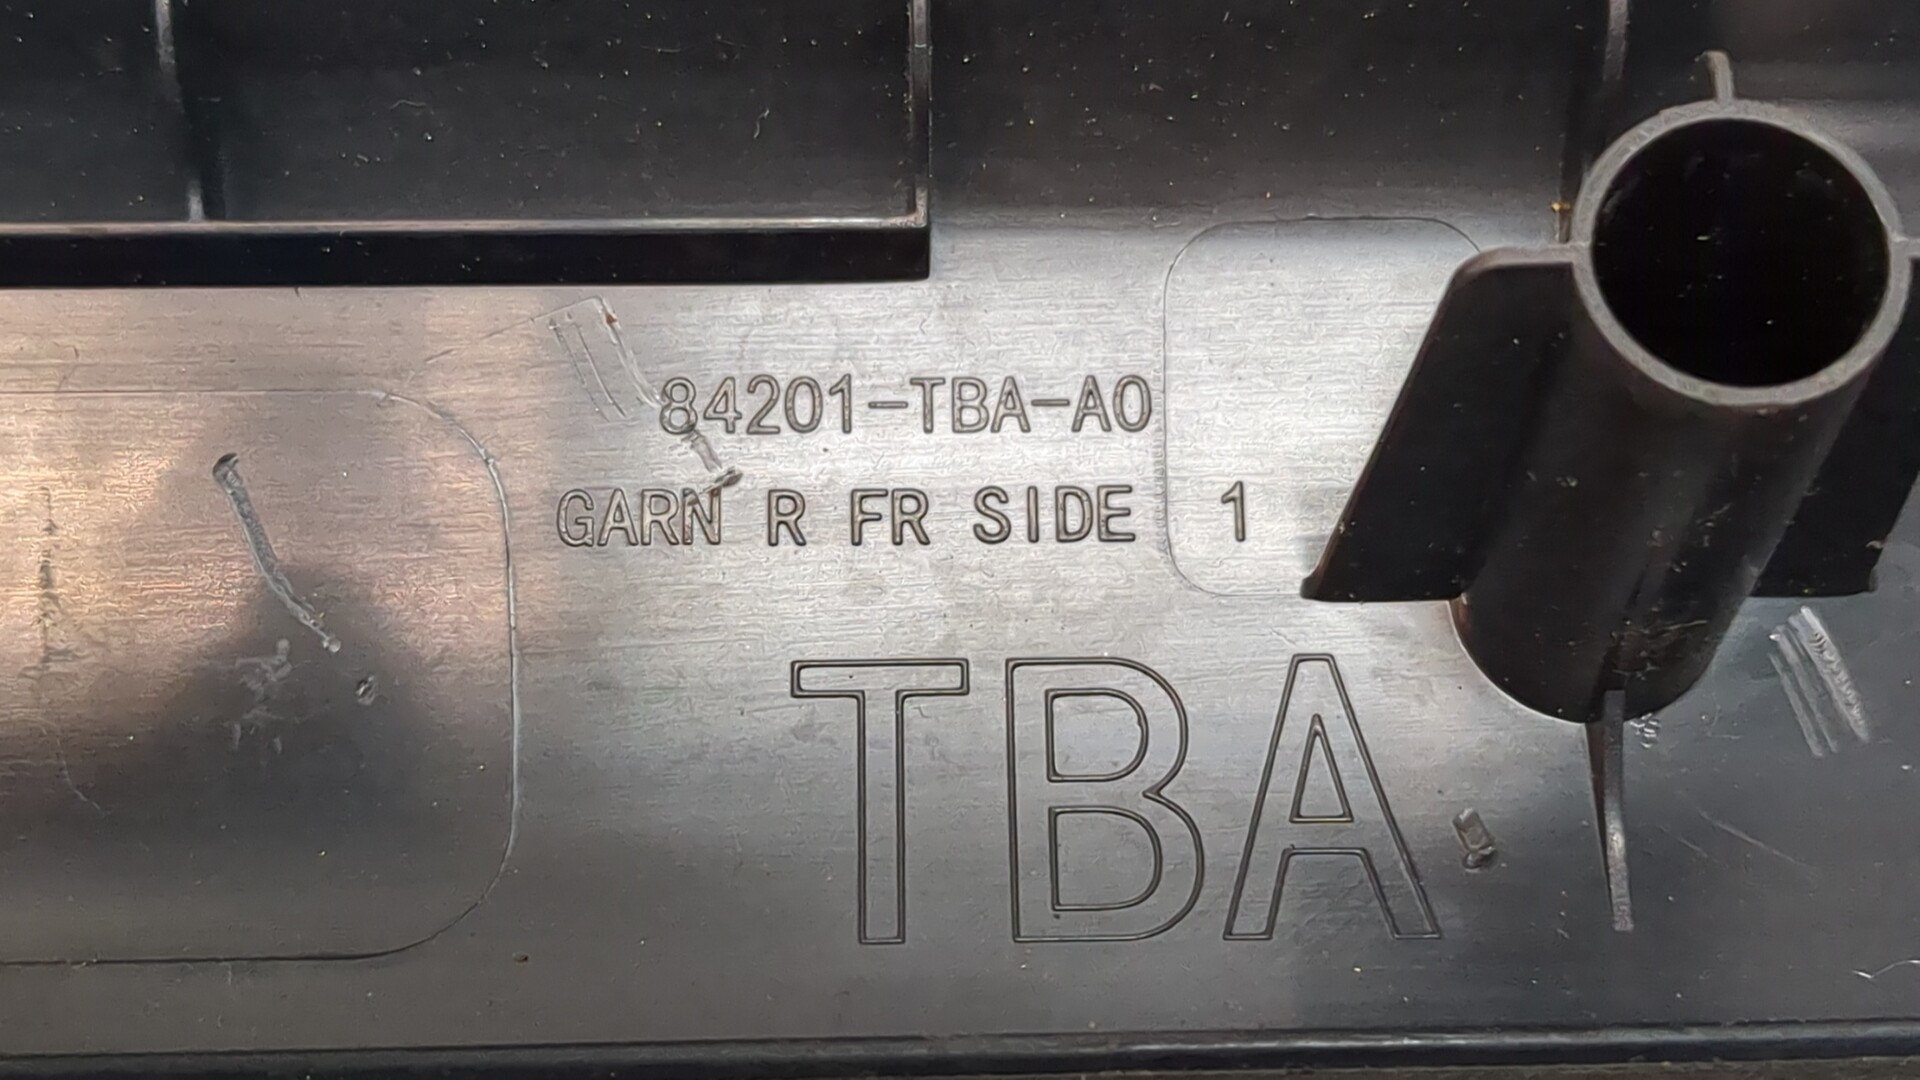 84201-TBA-A0
GARN R FR SIDE 1
TBA